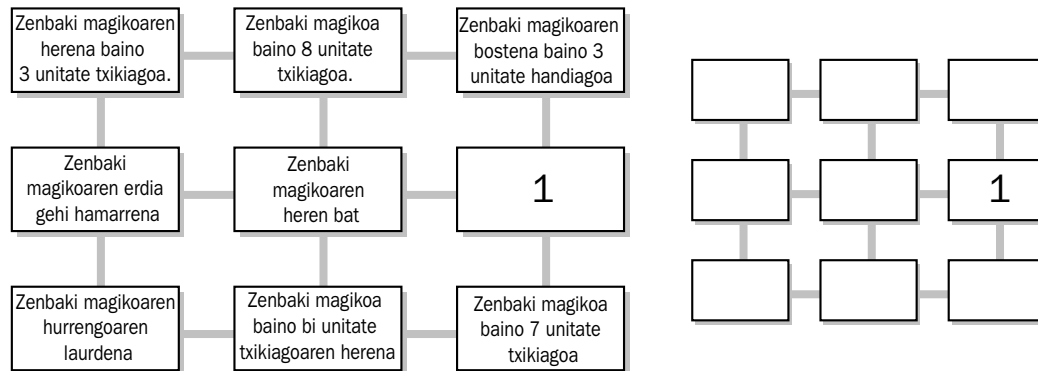 Zenbaki magikoaren
herena baino
3 unitate txikiagoa.
Zenbaki magikoa
baino 8 unitate
txikiagoa.
Zenbaki magikoaren
bostena baino 3
unitate handiagoa
Zenbaki
magikoaren erdia
gehi hamarrena
Zenbaki
magikoaren
heren bat
1
Zenbaki magikoaren
hurrengoaren
laurdena
Zenbaki magikoa
baino bi unitate
txikiagoaren herena
Zenbaki magikoa
baino 7 unitate
txikiagoa
1